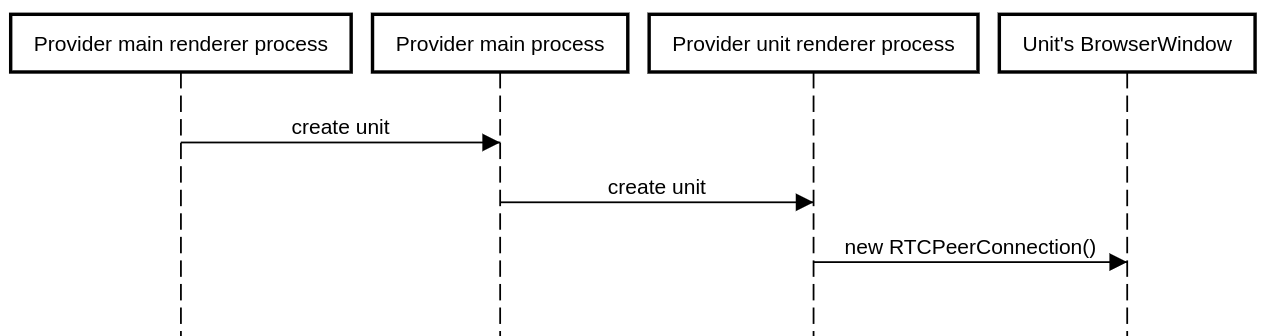 Provider main renderer process
Provider main process
Provider unit renderer process
Unit's BrowserWindow
create unit
create unit
new RTCPeerConnection()